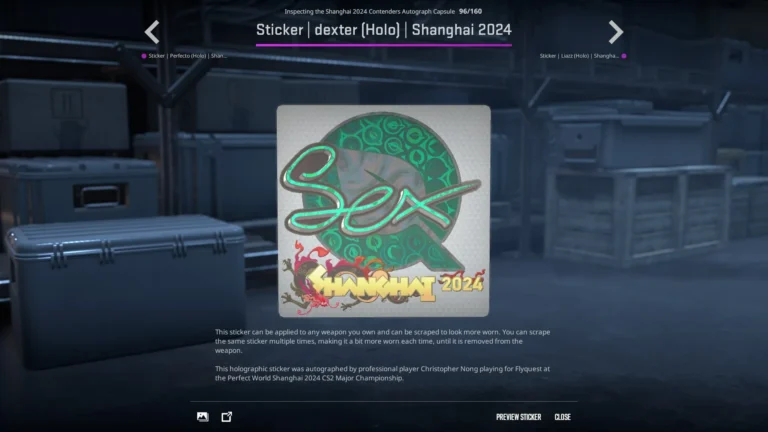 Inspecting the Shanghai 2024 Contenders Autograph Capsule 96/160
Sticker | dexter (Holo) | Shanghai 2024
Sticker | Perfecto (Holo) | Shan...
Sticker | Liazz (Holo) | Shangha...
Sex
SHANGHAI 2024
This sticker can be applied to any weapon you own and can be scraped to look more worn. You can scrape
the same sticker multiple times, making it a bit more worn each time, until it is removed from the
weapon.
This holographic sticker was autographed by professional player Christopher Nong playing for Flyquest at
the Perfect World Shanghai 2024 CS2 Major Championship.
PREVIEW STICKER
CLOSE